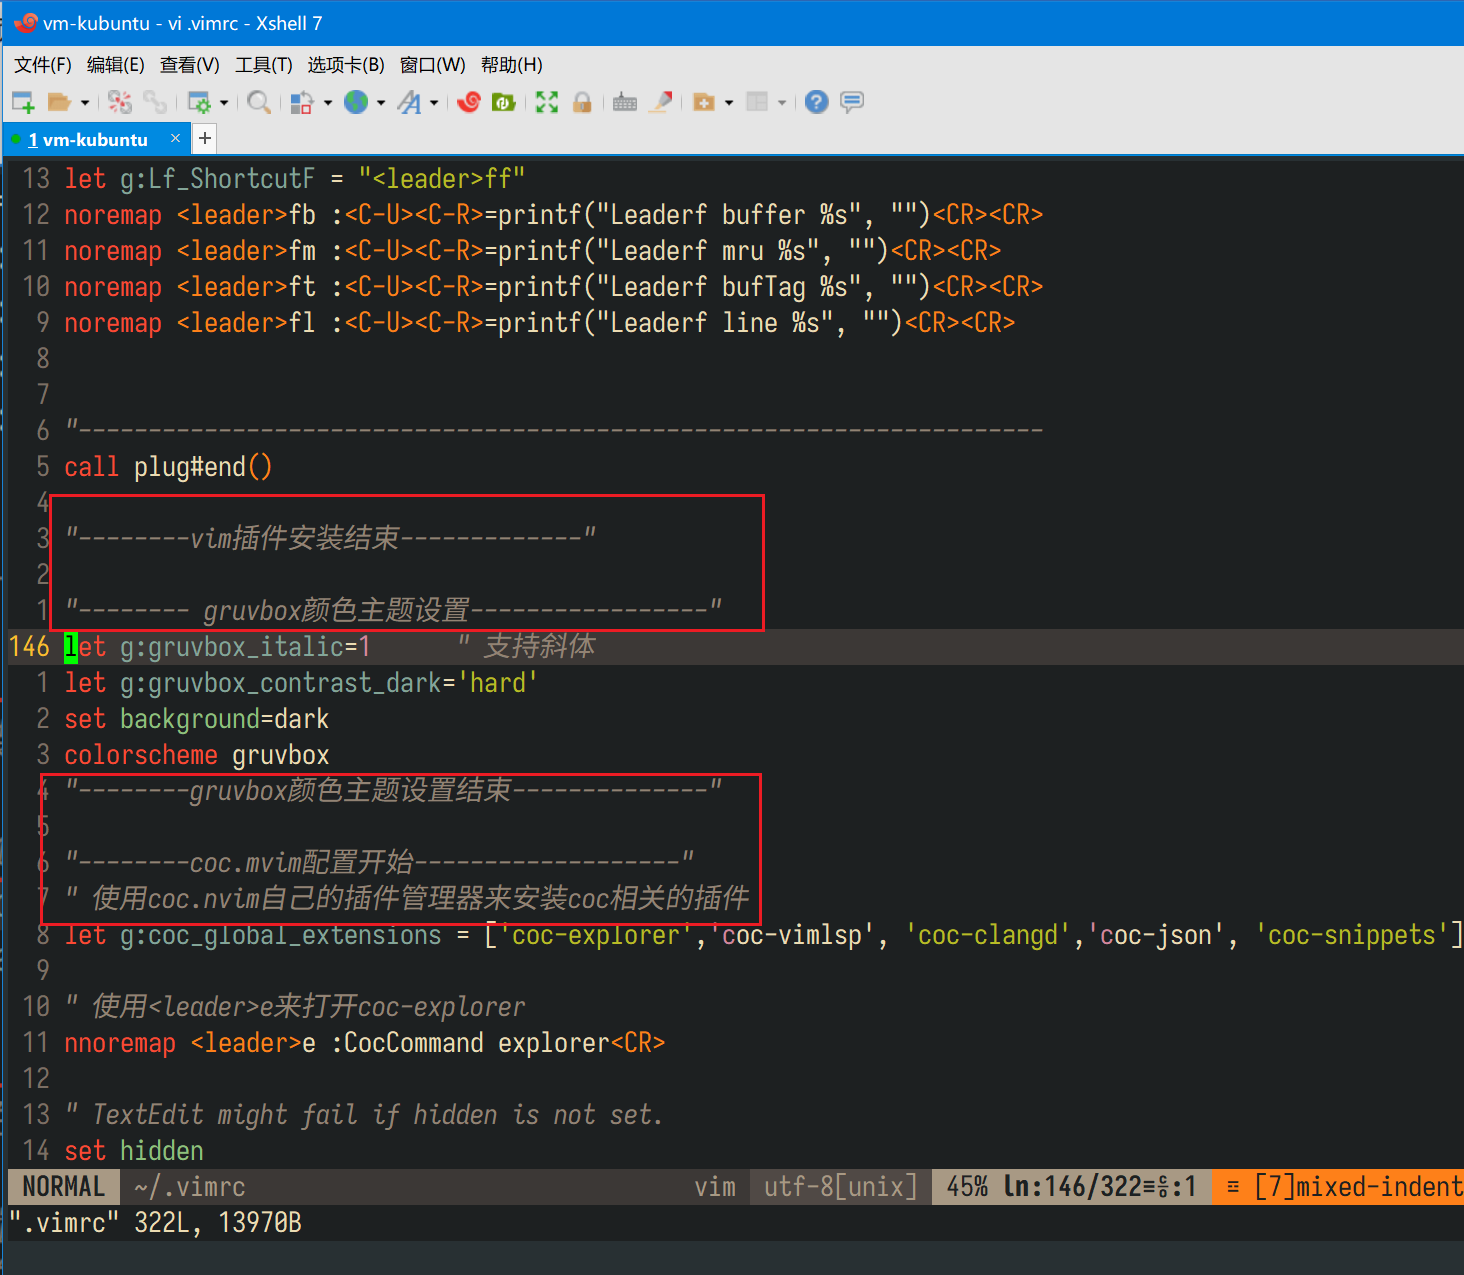 vm-kubuntu - vi .vimrc - Xshell 7
文件(F) 编辑(E) 查看(V) 工具(T) 选项卡(B) 窗口(W) 帮助(H)
1 vm-kubuntu × +
13 let g:Lf_ShortcutF = "<leader>ff"
12 noremap <leader>fb :<C-U><C-R>=printf("Leaderf buffer %s", "")<CR><CR>
11 noremap <leader>fm :<C-U><C-R>=printf("Leaderf mru %s", "")<CR><CR>
10 noremap <leader>ft :<C-U><C-R>=printf("Leaderf bufTag %s", "")<CR><CR>
9 noremap <leader>fl :<C-U><C-R>=printf("Leaderf line %s", "")<CR><CR>
8
7
6 "---------------------------------------------------------------------
5 call plug#end()
4
3 "--------vim插件安装结束-------------"
2
1 "-------- gruvbox颜色主题设置-----------------"
146 let g:gruvbox_italic=1 " 支持斜体
1 let g:gruvbox_contrast_dark='hard'
2 set background=dark
3 colorscheme gruvbox
4 "--------gruvbox颜色主题设置结束--------------"
5
6 "--------coc.mvim配置开始-------------------"
7 " 使用coc.nvim自己的插件管理器来安装coc相关的插件
8 let g:coc_global_extensions = ['coc-explorer','coc-vimlsp', 'coc-clangd','coc-json', 'coc-snippets']
9
10 " 使用<leader>e来打开coc-explorer
11 nnoremap <leader>e :CocCommand explorer<CR>
12
13 " TextEdit might fail if hidden is not set.
14 set hidden
NORMAL ~/.vimrc vim utf-8[unix] 45% ln:146/322≡℅:1 ☲ [7]mixed-indent
".vimrc" 322L, 13970B